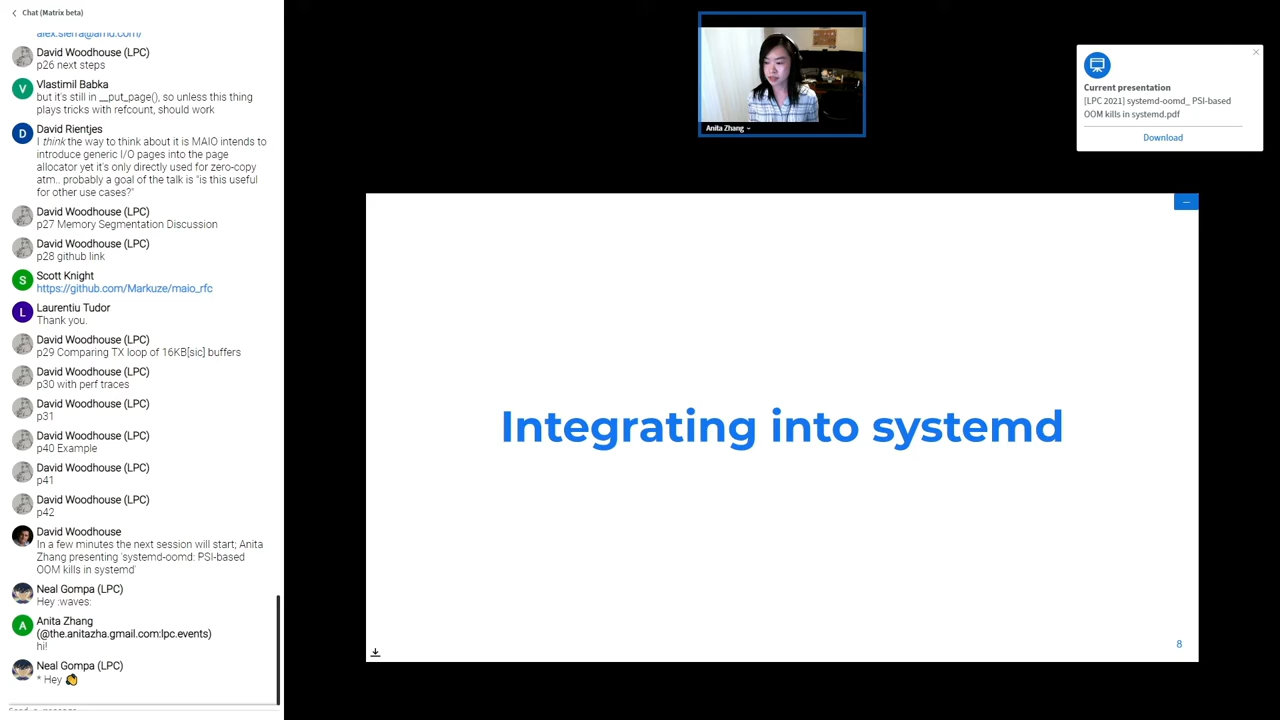 Chat (Matrix beta)
alex.sierra@amd.com/
David Woodhouse (LPC)
p26 next steps
V
Vlastimil Babka
but it's still in __put_page(), so unless this thing
plays tricks with refcount, should work
D
David Rientjes
I think the way to think about it is MAIO intends to
introduce generic I/O pages into the page
allocator yet it's only directly used for zero-copy
atm.. probably a goal of the talk is "is this useful
for other use cases?"
David Woodhouse (LPC)
p27 Memory Segmentation Discussion
David Woodhouse (LPC)
p28 github link
S
Scott Knight
https://github.com/Markuze/maio_rfc
L
Laurentiu Tudor
Thank you.
David Woodhouse (LPC)
p29 Comparing TX loop of 16KB[sic] buffers
David Woodhouse (LPC)
p30 with perf traces
David Woodhouse (LPC)
p31
David Woodhouse (LPC)
p40 Example
David Woodhouse (LPC)
p41
David Woodhouse (LPC)
p42
David Woodhouse
In a few minutes the next session will start; Anita
Zhang presenting 'systemd-oomd: PSI-based
OOM kills in systemd'
Neal Gompa (LPC)
Hey :waves:
A
Anita Zhang
(@the.anitazha.gmail.com:lpc.events)
hi!
Neal Gompa (LPC)
* Hey 👋
Send a message
Anita Zhang
Current presentation
[LPC 2021] systemd-oomd_ PSI-based
OOM kills in systemd.pdf
Download
Integrating into systemd
8